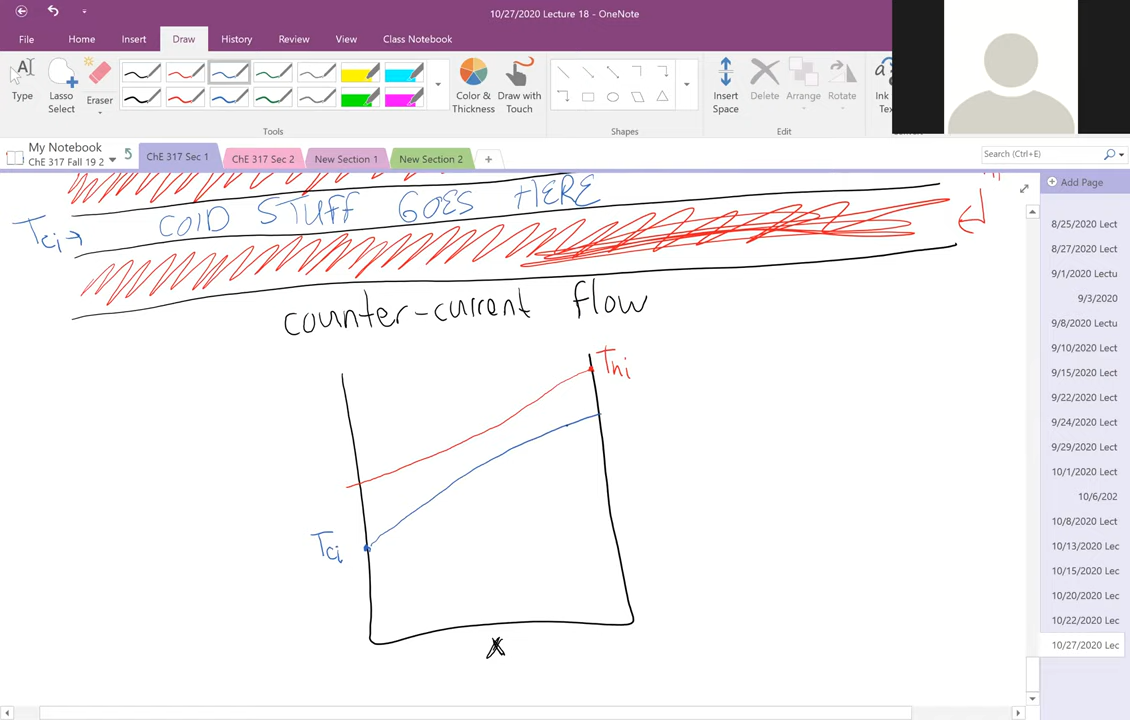 10/27/2020 Lecture 18 - OneNote
File Home Insert Draw History Review View Class Notebook
Type
Lasso Select
Eraser
Color & Thickness
Draw with Touch
Insert Space
Delete
Arrange
Rotate
Tools
Shapes
Edit
My Notebook
ChE 317 Fall 19 2
ChE 317 Sec 1
ChE 317 Sec 2
New Section 1
New Section 2
Search (Ctrl+E)
Add Page
8/25/2020 Lect
8/27/2020 Lect
9/1/2020 Lectu
9/3/2020
9/8/2020 Lectu
9/10/2020 Lect
9/15/2020 Lect
9/22/2020 Lect
9/24/2020 Lect
9/29/2020 Lect
10/1/2020 Lect
10/6/202
10/8/2020 Lect
10/13/2020 Lec
10/15/2020 Lec
10/20/2020 Lec
10/22/2020 Lec
10/27/2020 Lec
Tci→ COlD STUFF GOES HERE
counter-current flow
Thi
Tci
x